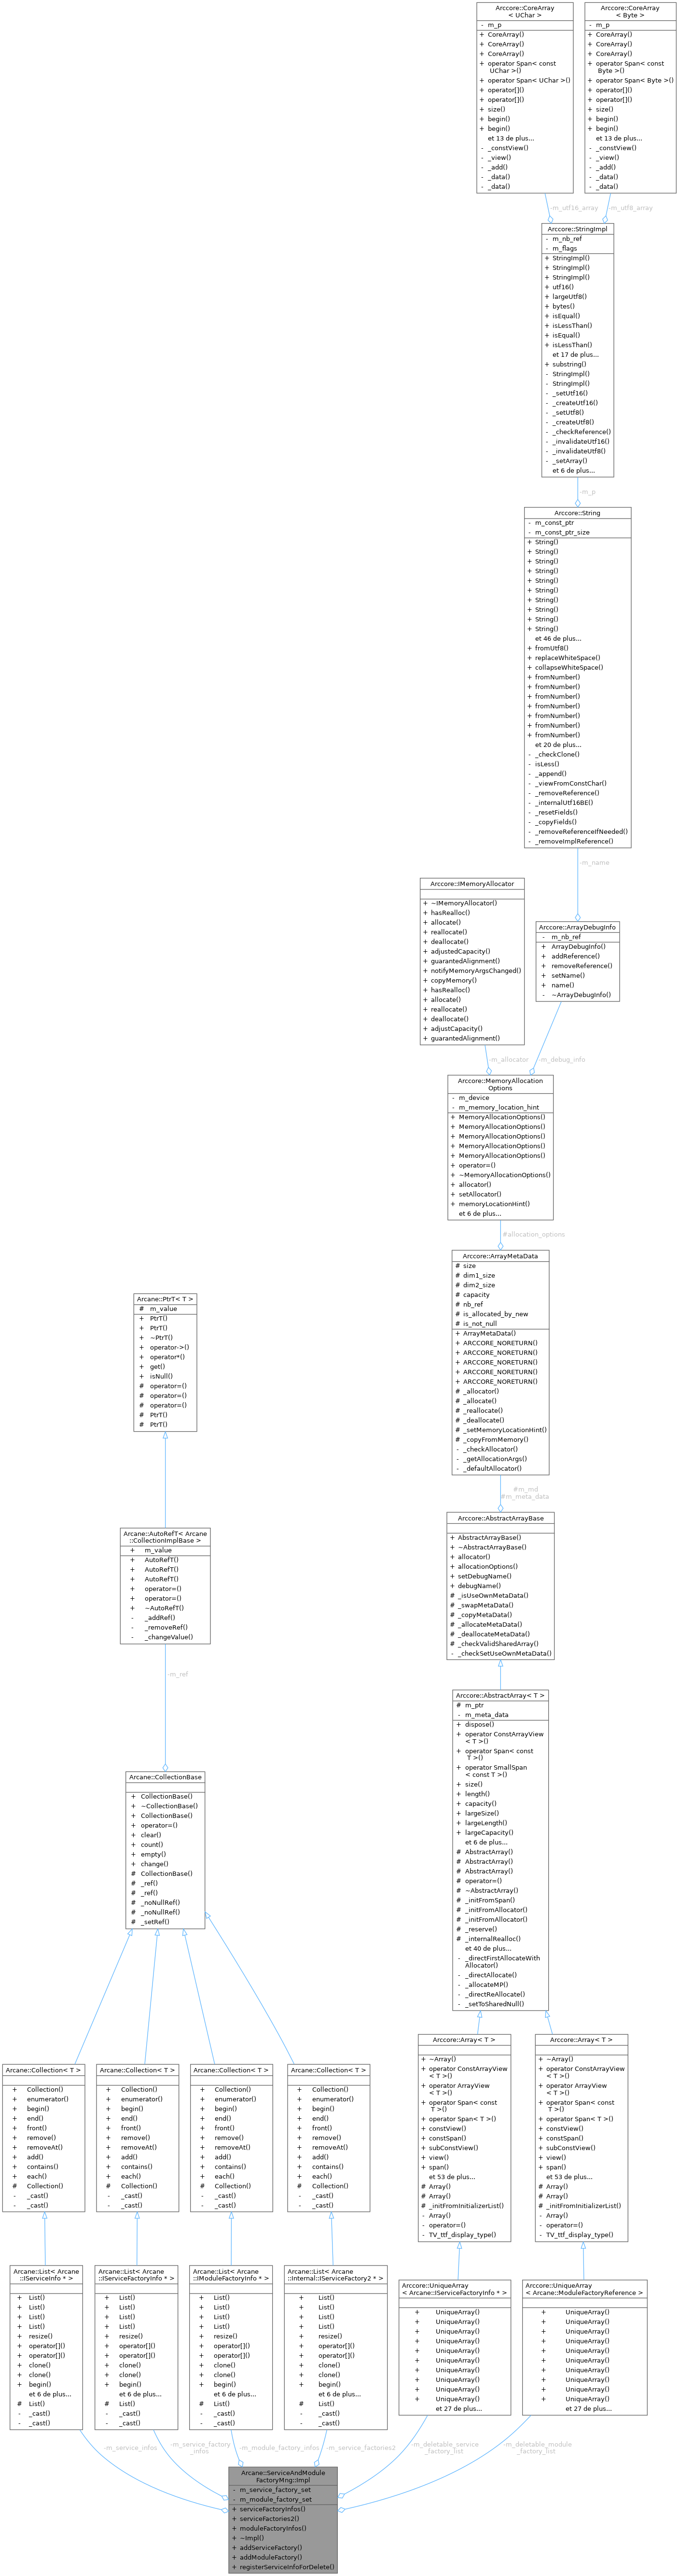 Arccore::CoreArray
< UChar >
- m_p
+ CoreArray()
+ CoreArray()
+ CoreArray()
+ operator Span< const
UChar >()
+ operator Span< UChar >()
+ operator[]()
+ operator[]()
+ size()
+ begin()
+ begin()
et 13 de plus...
- _constView()
- _view()
- _add()
- _data()
- _data()
Arccore::CoreArray
< Byte >
- m_p
+ CoreArray()
+ CoreArray()
+ CoreArray()
+ operator Span< const
Byte >()
+ operator Span< Byte >()
+ operator[]()
+ operator[]()
+ size()
+ begin()
+ begin()
et 13 de plus...
- _constView()
- _view()
- _add()
- _data()
- _data()
-m_utf16_array
-m_utf8_array
Arccore::StringImpl
- m_nb_ref
- m_flags
+ StringImpl()
+ StringImpl()
+ StringImpl()
+ utf16()
+ largeUtf8()
+ bytes()
+ isEqual()
+ isLessThan()
+ isEqual()
+ isLessThan()
et 17 de plus...
+ substring()
- StringImpl()
- StringImpl()
- _setUtf16()
- _createUtf16()
- _setUtf8()
- _createUtf8()
- _checkReference()
- _invalidateUtf16()
- _invalidateUtf8()
- _setArray()
et 6 de plus...
-m_p
Arccore::String
- m_const_ptr
- m_const_ptr_size
+ String()
+ String()
+ String()
+ String()
+ String()
+ String()
+ String()
+ String()
+ String()
+ String()
et 46 de plus...
+ fromUtf8()
+ replaceWhiteSpace()
+ collapseWhiteSpace()
+ fromNumber()
+ fromNumber()
+ fromNumber()
+ fromNumber()
+ fromNumber()
+ fromNumber()
+ fromNumber()
et 20 de plus...
- _checkClone()
- isLess()
- _append()
- _viewFromConstChar()
- _removeReference()
- _internalUtf16BE()
- _resetFields()
- _copyFields()
- _removeReferenceIfNeeded()
- _removeImplReference()
-m_name
Arccore::IMemoryAllocator
+ ~IMemoryAllocator()
+ hasRealloc()
+ allocate()
+ reallocate()
+ deallocate()
+ adjustedCapacity()
+ guarantedAlignment()
+ notifyMemoryArgsChanged()
+ copyMemory()
+ hasRealloc()
+ allocate()
+ reallocate()
+ deallocate()
+ adjustCapacity()
+ guarantedAlignment()
Arccore::ArrayDebugInfo
- m_nb_ref
+ ArrayDebugInfo()
+ addReference()
+ removeReference()
+ setName()
+ name()
- ~ArrayDebugInfo()
-m_allocator
-m_debug_info
Arccore::MemoryAllocation
Options
- m_device
- m_memory_location_hint
+ MemoryAllocationOptions()
+ MemoryAllocationOptions()
+ MemoryAllocationOptions()
+ MemoryAllocationOptions()
+ MemoryAllocationOptions()
+ operator=()
+ ~MemoryAllocationOptions()
+ allocator()
+ setAllocator()
+ memoryLocationHint()
et 6 de plus...
#allocation_options
Arccore::ArrayMetaData
# size
# dim1_size
# dim2_size
# capacity
# nb_ref
# is_allocated_by_new
# is_not_null
+ ArrayMetaData()
+ ARCCORE_NORETURN()
+ ARCCORE_NORETURN()
+ ARCCORE_NORETURN()
+ ARCCORE_NORETURN()
+ ARCCORE_NORETURN()
# _allocator()
# _allocate()
# _reallocate()
# _deallocate()
# _setMemoryLocationHint()
# _copyFromMemory()
- _checkAllocator()
- _getAllocationArgs()
- _defaultAllocator()
#m_md
#m_meta_data
Arcane::PtrT< T >
# m_value
+ PtrT()
+ PtrT()
+ ~PtrT()
+ operator->()
+ operator*()
+ get()
+ isNull()
# operator=()
# operator=()
# operator=()
# PtrT()
# PtrT()
Arcane::AutoRefT< Arcane
::CollectionImplBase >
+ m_value
+ AutoRefT()
+ AutoRefT()
+ AutoRefT()
+ operator=()
+ operator=()
+ ~AutoRefT()
- _addRef()
- _removeRef()
- _changeValue()
-m_ref
Arccore::AbstractArrayBase
+ AbstractArrayBase()
+ ~AbstractArrayBase()
+ allocator()
+ allocationOptions()
+ setDebugName()
+ debugName()
# _isUseOwnMetaData()
# _swapMetaData()
# _copyMetaData()
# _allocateMetaData()
# _deallocateMetaData()
# _checkValidSharedArray()
- _checkSetUseOwnMetaData()
Arccore::AbstractArray< T >
# m_ptr
- m_meta_data
+ dispose()
+ operator ConstArrayView
< T >()
+ operator Span< const
T >()
+ operator SmallSpan
< const T >()
+ size()
+ length()
+ capacity()
+ largeSize()
+ largeLength()
+ largeCapacity()
et 6 de plus...
# AbstractArray()
# AbstractArray()
# AbstractArray()
# operator=()
# ~AbstractArray()
# _initFromSpan()
# _initFromAllocator()
# _initFromAllocator()
# _reserve()
# _internalRealloc()
et 40 de plus...
- _directFirstAllocateWith
Allocator()
- _directAllocate()
- _allocateMP()
- _directReAllocate()
- _setToSharedNull()
Arcane::CollectionBase
+ CollectionBase()
+ ~CollectionBase()
+ CollectionBase()
+ operator=()
+ clear()
+ count()
+ empty()
+ change()
# CollectionBase()
# _ref()
# _ref()
# _noNullRef()
# _noNullRef()
# _setRef()
Arcane::Collection< T >
+ Collection()
+ enumerator()
+ begin()
+ end()
+ front()
+ remove()
+ removeAt()
+ add()
+ contains()
+ each()
# Collection()
- _cast()
- _cast()
Arcane::Collection< T >
+ Collection()
+ enumerator()
+ begin()
+ end()
+ front()
+ remove()
+ removeAt()
+ add()
+ contains()
+ each()
# Collection()
- _cast()
- _cast()
Arcane::Collection< T >
+ Collection()
+ enumerator()
+ begin()
+ end()
+ front()
+ remove()
+ removeAt()
+ add()
+ contains()
+ each()
# Collection()
- _cast()
- _cast()
Arcane::Collection< T >
+ Collection()
+ enumerator()
+ begin()
+ end()
+ front()
+ remove()
+ removeAt()
+ add()
+ contains()
+ each()
# Collection()
- _cast()
- _cast()
Arccore::Array< T >
+ ~Array()
+ operator ConstArrayView
< T >()
+ operator ArrayView
< T >()
+ operator Span< const
T >()
+ operator Span< T >()
+ constView()
+ constSpan()
+ subConstView()
+ view()
+ span()
et 53 de plus...
# Array()
# Array()
# _initFromInitializerList()
- Array()
- operator=()
- TV_ttf_display_type()
Arccore::Array< T >
+ ~Array()
+ operator ConstArrayView
< T >()
+ operator ArrayView
< T >()
+ operator Span< const
T >()
+ operator Span< T >()
+ constView()
+ constSpan()
+ subConstView()
+ view()
+ span()
et 53 de plus...
# Array()
# Array()
# _initFromInitializerList()
- Array()
- operator=()
- TV_ttf_display_type()
Arcane::List< Arcane
::IServiceInfo * >
+ List()
+ List()
+ List()
+ List()
+ resize()
+ operator[]()
+ operator[]()
+ clone()
+ clone()
+ begin()
et 6 de plus...
# List()
- _cast()
- _cast()
Arcane::List< Arcane
::IServiceFactoryInfo * >
+ List()
+ List()
+ List()
+ List()
+ resize()
+ operator[]()
+ operator[]()
+ clone()
+ clone()
+ begin()
et 6 de plus...
# List()
- _cast()
- _cast()
Arcane::List< Arcane
::IModuleFactoryInfo * >
+ List()
+ List()
+ List()
+ List()
+ resize()
+ operator[]()
+ operator[]()
+ clone()
+ clone()
+ begin()
et 6 de plus...
# List()
- _cast()
- _cast()
Arcane::List< Arcane
::Internal::IServiceFactory2 * >
+ List()
+ List()
+ List()
+ List()
+ resize()
+ operator[]()
+ operator[]()
+ clone()
+ clone()
+ begin()
et 6 de plus...
# List()
- _cast()
- _cast()
Arccore::UniqueArray
< Arcane::IServiceFactoryInfo * >
+ UniqueArray()
+ UniqueArray()
+ UniqueArray()
+ UniqueArray()
+ UniqueArray()
+ UniqueArray()
+ UniqueArray()
+ UniqueArray()
+ UniqueArray()
+ UniqueArray()
et 27 de plus...
Arccore::UniqueArray
< Arcane::ModuleFactoryReference >
+ UniqueArray()
+ UniqueArray()
+ UniqueArray()
+ UniqueArray()
+ UniqueArray()
+ UniqueArray()
+ UniqueArray()
+ UniqueArray()
+ UniqueArray()
+ UniqueArray()
et 27 de plus...
-m_service_infos
-m_service_factory
_infos
-m_module_factory_infos
-m_service_factories2
-m_deletable_service
_factory_list
-m_deletable_module
_factory_list
Arcane::ServiceAndModule
FactoryMng::Impl
- m_service_factory_set
- m_module_factory_set
+ serviceFactoryInfos()
+ serviceFactories2()
+ moduleFactoryInfos()
+ ~Impl()
+ addServiceFactory()
+ addModuleFactory()
+ registerServiceInfoForDelete()